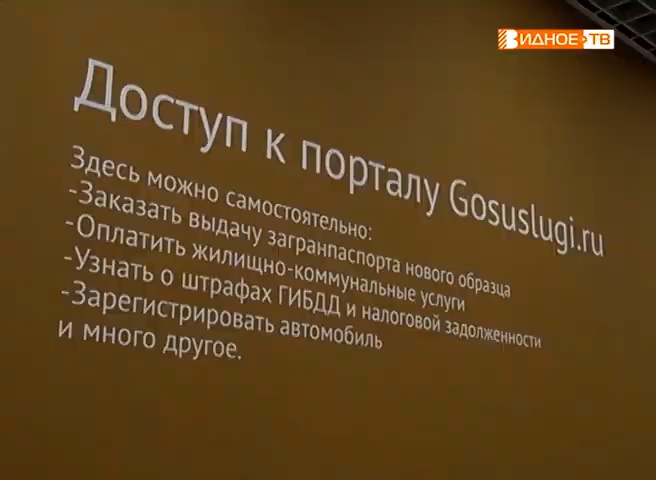 ВИДНОЕ-ТВ
Доступ к порталу Gosuslugi.ru
Здесь можно самостоятельно:
-Заказать выдачу загранпаспорта нового образца
-Оплатить жилищно-коммунальные услуги
-Узнать о штрафах ГИБДД и налоговой задолженности
-Зарегистрировать автомобиль
и много другое.